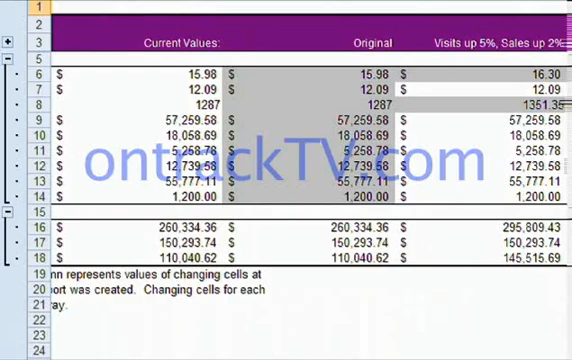 1
2
3 Current Values: Original Visits up 5%, Sales up 2%
5
6 $ 15.98 $ 15.98 $ 16.30
7 $ 12.09 $ 12.09 $ 12.09
8 1287 1287 1351.35
9 $ 57,259.58 $ 57,259.58 $ 57,259.58
10 $ 18,058.69 $ 18,058.69 $ 18,058.69
11 $ 5,258.78 $ 5,258.78 $ 5,258.78
ontrackTV.com
12 $ 12,739.58 $ 12,739.58 $ 12,739.58
13 $ 55,777.11 $ 55,777.11 $ 55,777.11
14 $ 1,200.00 $ 1,200.00 $ 1,200.00
15
16 $ 260,334.36 $ 260,334.36 $ 295,809.43
17 $ 150,293.74 $ 150,293.74 $ 150,293.74
18 $ 110,040.62 $ 110,040.62 $ 145,515.69
19 mn represents values of changing cells at
20 ort was created. Changing cells for each
21 ay.
22
23
24